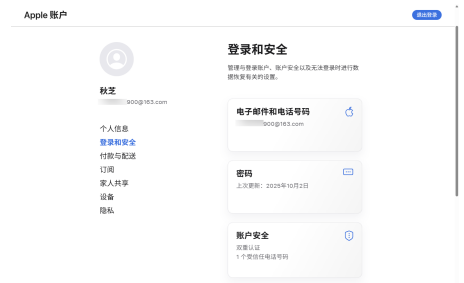 Apple 账户
退出登录
秋芝
900@163.com
个人信息
登录和安全
付款与配送
订阅
家人共享
设备
隐私
登录和安全
管理与登录账户、账户安全以及无法登录时进行数
据恢复有关的设置。
电子邮件和电话号码
900@163.com
密码
上次更新：2025年10月2日
账户安全
双重认证
1 个受信任电话号码